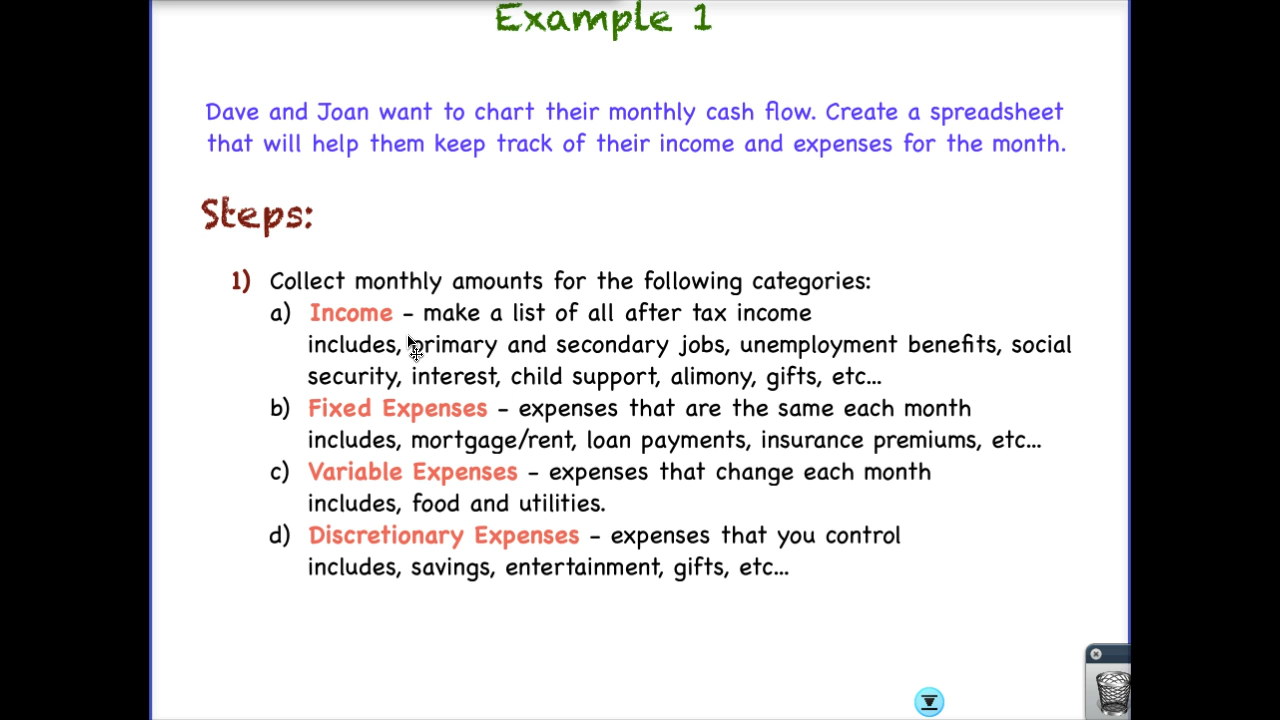 Example 1
Dave and Joan want to chart their monthly cash flow. Create a spreadsheet
that will help them keep track of their income and expenses for the month.
Steps:
1) Collect monthly amounts for the following categories:
a) Income - make a list of all after tax income
includes, primary and secondary jobs, unemployment benefits, social
security, interest, child support, alimony, gifts, etc...
b) Fixed Expenses - expenses that are the same each month
includes, mortgage/rent, loan payments, insurance premiums, etc...
c) Variable Expenses - expenses that change each month
includes, food and utilities.
d) Discretionary Expenses - expenses that you control
includes, savings, entertainment, gifts, etc...